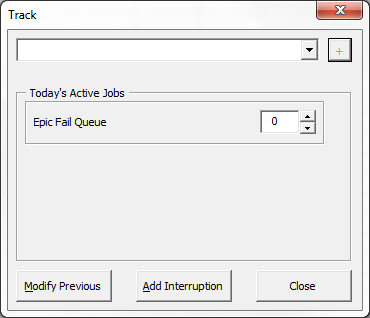 Track
+
Today's Active Jobs
Epic Fail Queue
0
Modify Previous
Add Interruption
Close